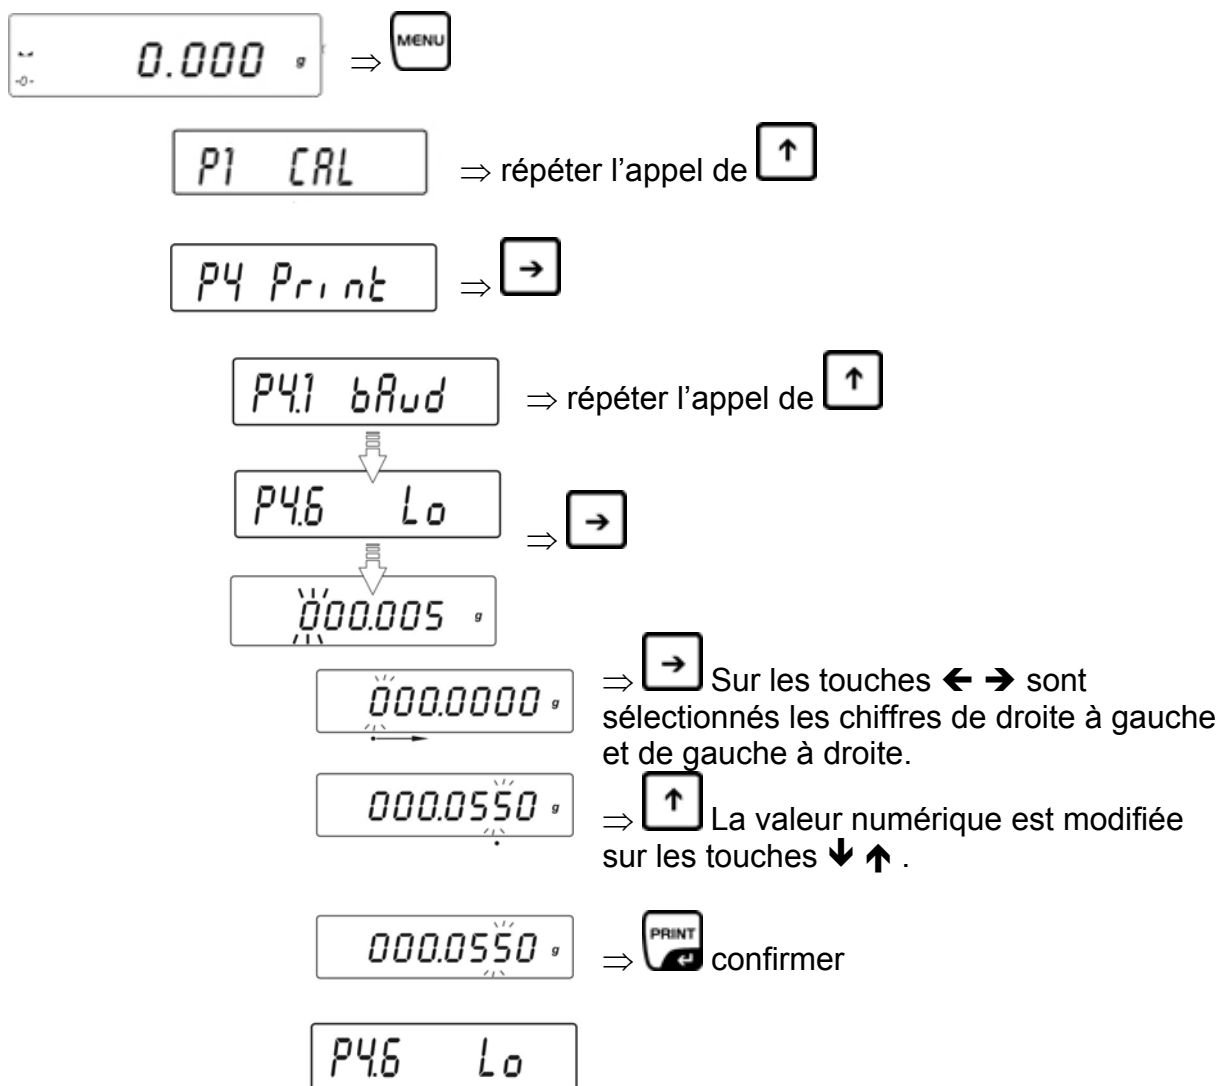 0.000 g ⇒ MENU
-0-
P1 CAL ⇒ répéter l’appel de ↑
P4 Print ⇒ →
P4.1 bAud ⇒ répéter l’appel de ↑
P4.6 Lo ⇒ →
000.005 g
000.0000 g ⇒ → Sur les touches ← → sont
sélectionnés les chiffres de droite à gauche
et de gauche à droite.
000.0550 g ⇒ ↑ La valeur numérique est modifiée
sur les touches ↓ ↑ .
000.0550 g ⇒ PRINT confirmer
P4.6 Lo